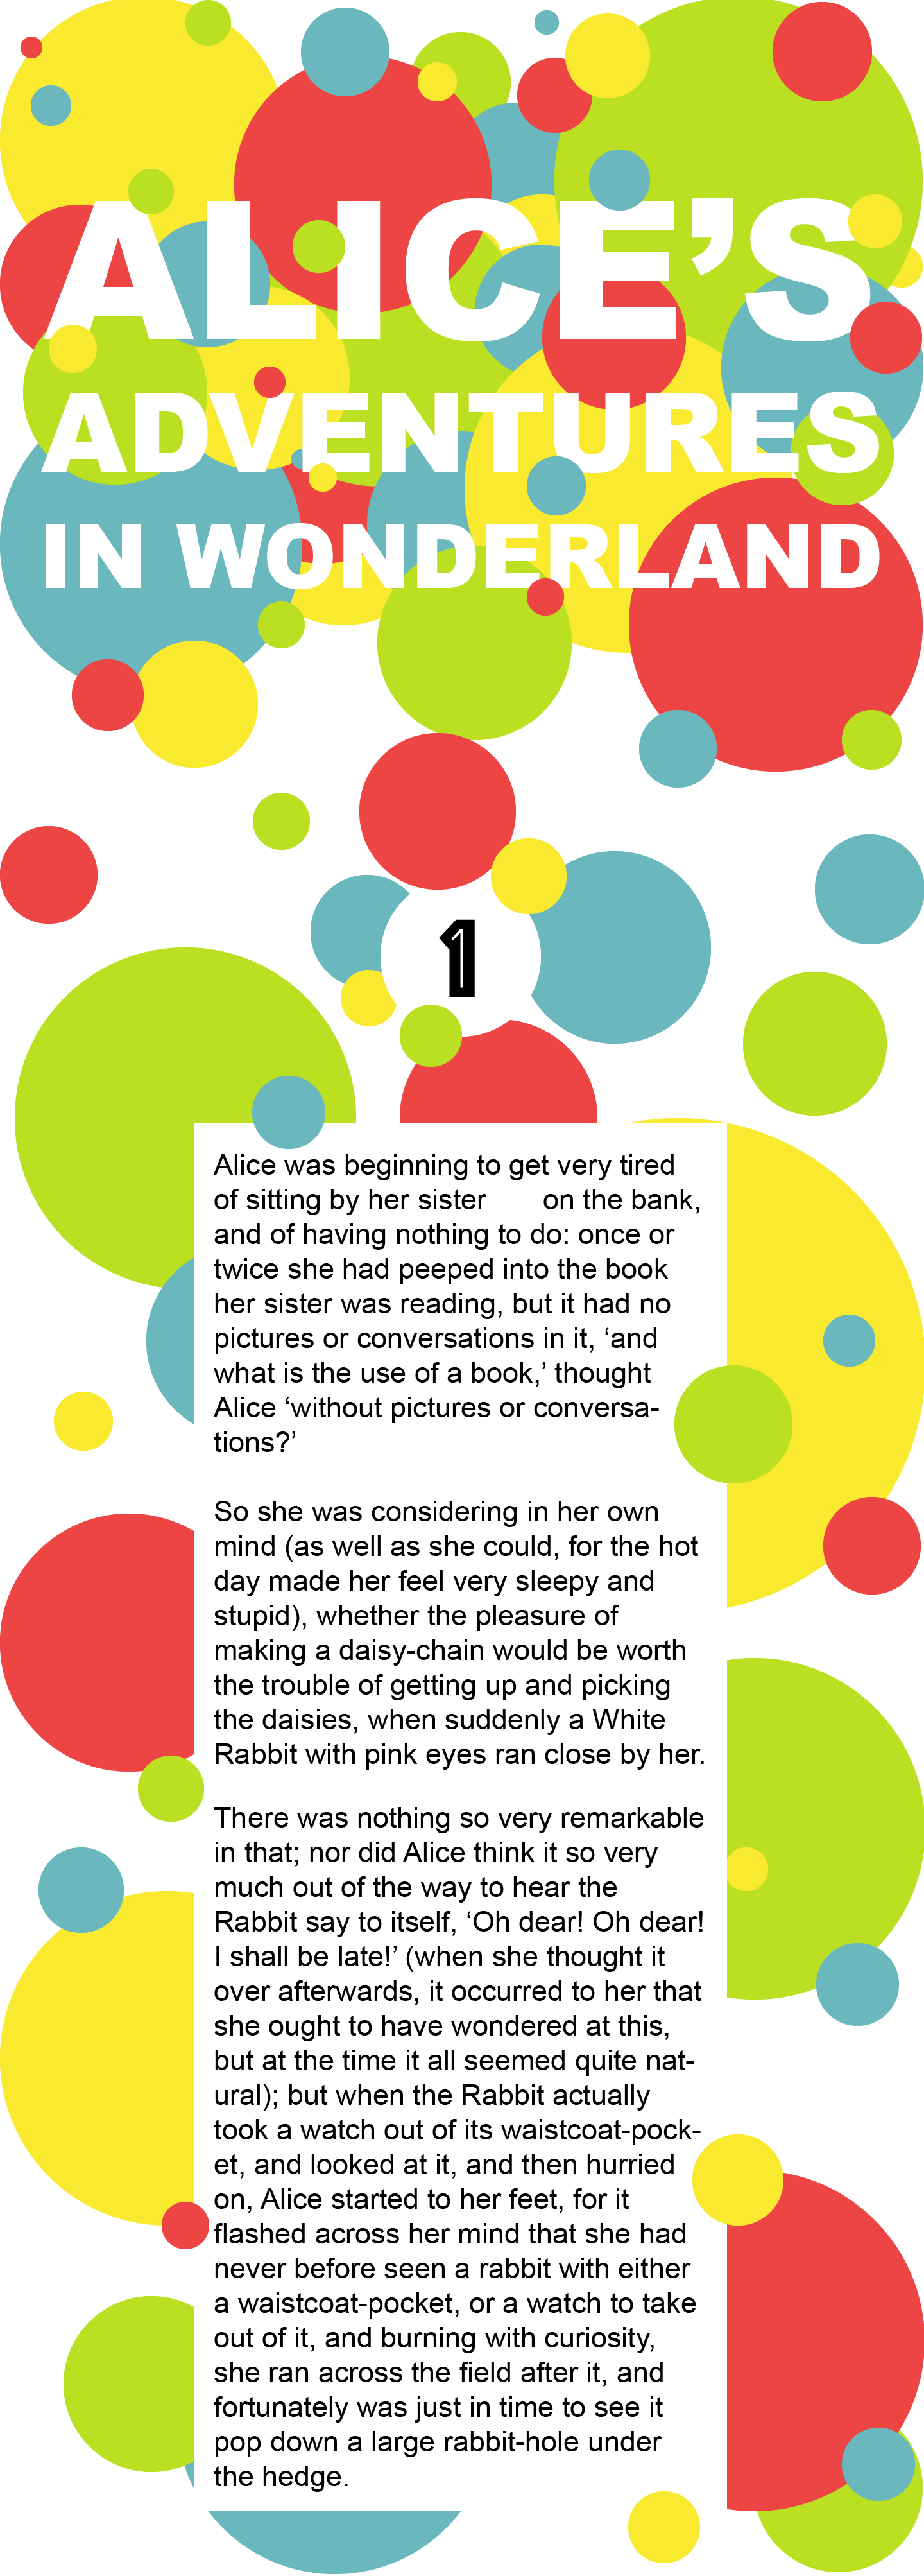 ALICE’S
ADVENTURES
IN WONDERLAND
1
Alice was beginning to get very tired
of sitting by her sister on the bank,
and of having nothing to do: once or
twice she had peeped into the book
her sister was reading, but it had no
pictures or conversations in it, ‘and
what is the use of a book,’ thought
Alice ‘without pictures or conversa-
tions?’
So she was considering in her own
mind (as well as she could, for the hot
day made her feel very sleepy and
stupid), whether the pleasure of
making a daisy-chain would be worth
the trouble of getting up and picking
the daisies, when suddenly a White
Rabbit with pink eyes ran close by her.
There was nothing so very remarkable
in that; nor did Alice think it so very
much out of the way to hear the
Rabbit say to itself, ‘Oh dear! Oh dear!
I shall be late!’ (when she thought it
over afterwards, it occurred to her that
she ought to have wondered at this,
but at the time it all seemed quite nat-
ural); but when the Rabbit actually
took a watch out of its waistcoat-pock-
et, and looked at it, and then hurried
on, Alice started to her feet, for it
flashed across her mind that she had
never before seen a rabbit with either
a waistcoat-pocket, or a watch to take
out of it, and burning with curiosity,
she ran across the field after it, and
fortunately was just in time to see it
pop down a large rabbit-hole under
the hedge.